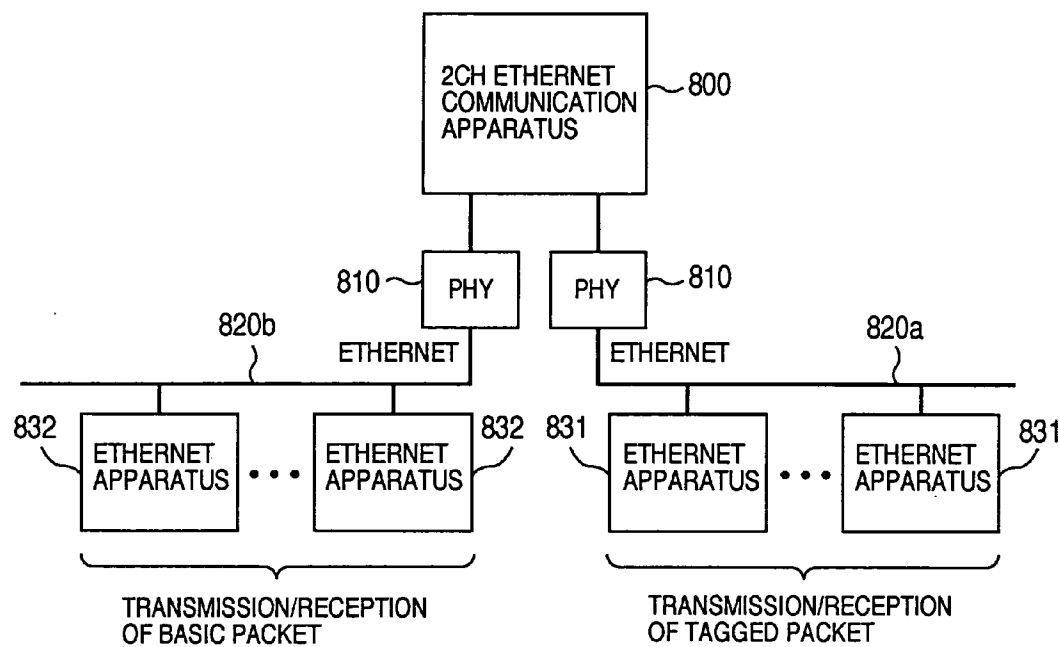 2CH ETHERNET
COMMUNICATION
APPARATUS
800
810
PHY
PHY
810
820b
ETHERNET
ETHERNET
820a
832
ETHERNET
APPARATUS
ETHERNET
APPARATUS
832
831
ETHERNET
APPARATUS
ETHERNET
APPARATUS
831
TRANSMISSION/RECEPTION
OF BASIC PACKET
TRANSMISSION/RECEPTION
OF TAGGED PACKET